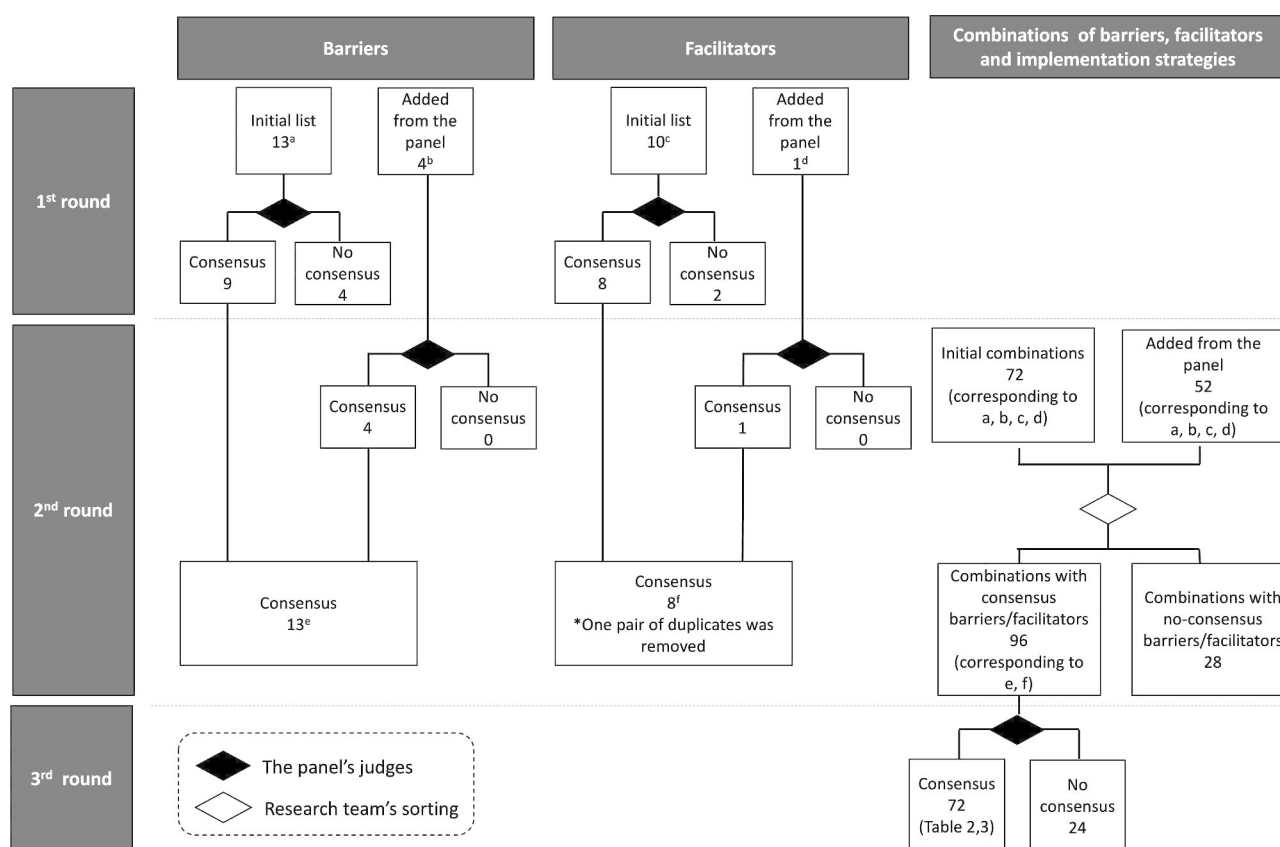 Barriers
Facilitators
Combinations of barriers, facilitators
and implementation strategies
1st round
Initial list
13a
Added
from the
panel
4b
Initial list
10c
Added
from the
panel
1d
Consensus
9
No
consensus
4
Consensus
8
No
consensus
2
2nd round
Consensus
4
No
consensus
0
Consensus
1
No
consensus
0
Initial combinations
72
(corresponding to
a, b, c, d)
Added from the
panel
52
(corresponding to
a, b, c, d)
Consensus
13e
Consensus
8f
*One pair of duplicates was
removed
Combinations with
consensus
barriers/facilitators
96
(corresponding to
e, f)
Combinations with
no-consensus
barriers/facilitators
28
3rd round
The panel's judges
Research team's sorting
Consensus
72
(Table 2,3)
No
consensus
24